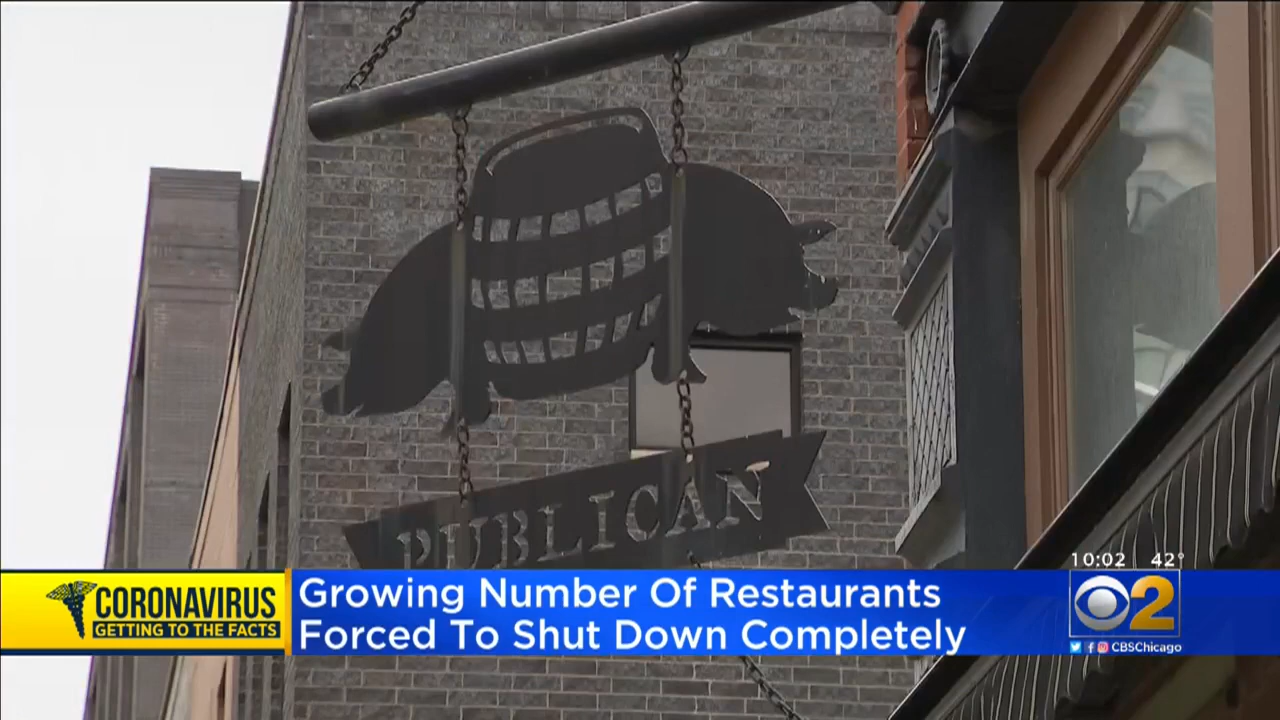 PUBLICAN
10:02 42°
CORONAVIRUS
GETTING TO THE FACTS
Growing Number Of Restaurants
Forced To Shut Down Completely
2
CBSChicago